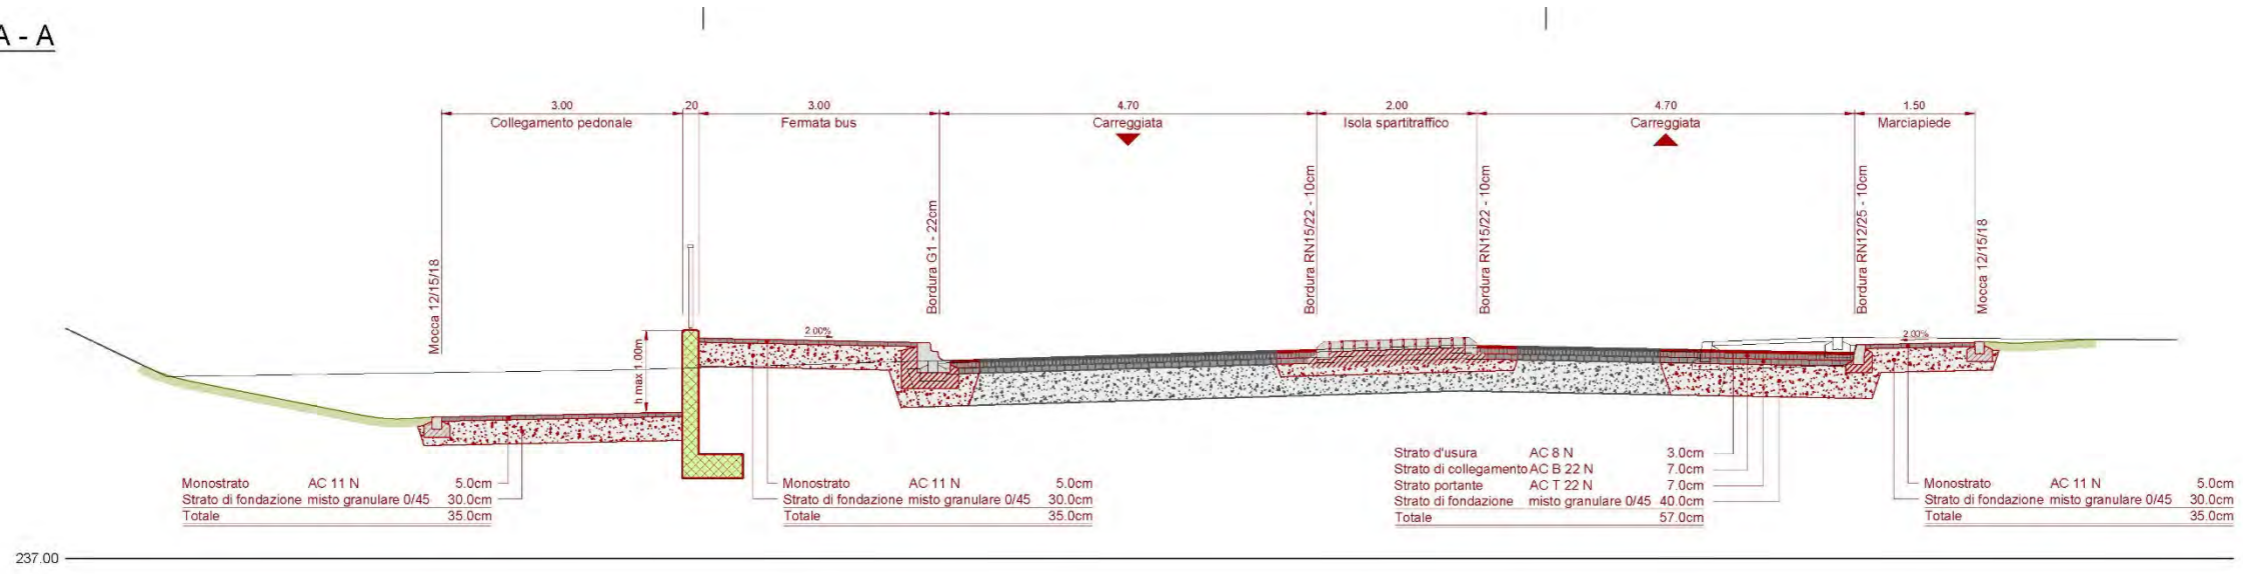 A - A
3.00 20 3.00 4.70 2.00 4.70 1.50
Collegamento pedonale Fermata bus Carreggiata Isola spartitraffico Carreggiata Marciapiede
Mocca 12/15/18
Bordura G1 - 22cm
Bordura RN15/22 - 10cm
Bordura RN15/22 - 10cm
Bordura RN12/25 - 10cm
Mocca 12/15/18
h max 1.00m
2.00%
2.00%
Monostrato AC 11 N 5.0cm
Strato di fondazione misto granulare 0/45 30.0cm
Totale 35.0cm
Monostrato AC 11 N 5.0cm
Strato di fondazione misto granulare 0/45 30.0cm
Totale 35.0cm
Strato d'usura AC 8 N 3.0cm
Strato di collegamento AC B 22 N 7.0cm
Strato portante AC T 22 N 7.0cm
Strato di fondazione misto granulare 0/45 40.0cm
Totale 57.0cm
Monostrato AC 11 N 5.0cm
Strato di fondazione misto granulare 0/45 30.0cm
Totale 35.0cm
237.00